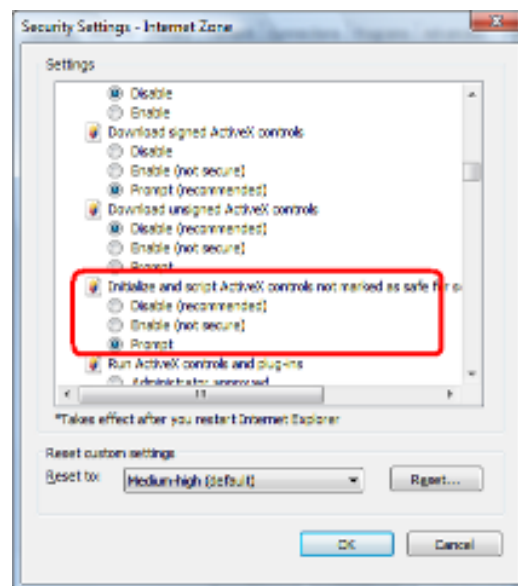 Security Settings - Internet Zone
Settings
Disable
Enable
Download signed ActiveX controls
Disable
Enable (not secure)
Prompt (recommended)
Download unsigned ActiveX controls
Disable (recommended)
Enable (not secure)
Prompt
Initialize and script ActiveX controls not marked as safe for s
Disable (recommended)
Enable (not secure)
Prompt
Run ActiveX controls and plug-ins
Administrator approved
*Takes effect after you restart Internet Explorer
Reset custom settings
Reset to:
Medium-high (default)
Reset...
OK
Cancel